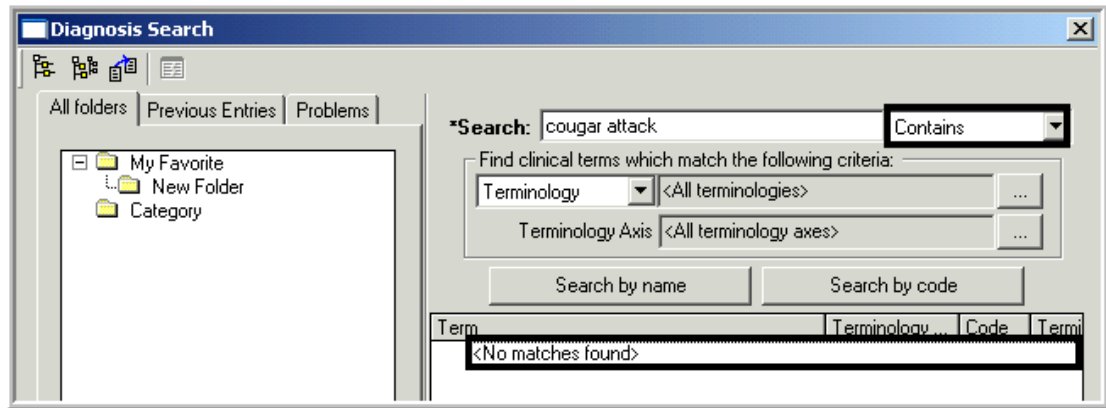 Diagnosis Search
All folders Previous Entries Problems
My Favorite
New Folder
Category
*Search: cougar attack Contains
Find clinical terms which match the following criteria:
Terminology <All terminologies> ...
Terminology Axis <All terminology axes> ...
Search by name Search by code
Term Terminology ... Code Termi
<No matches found>